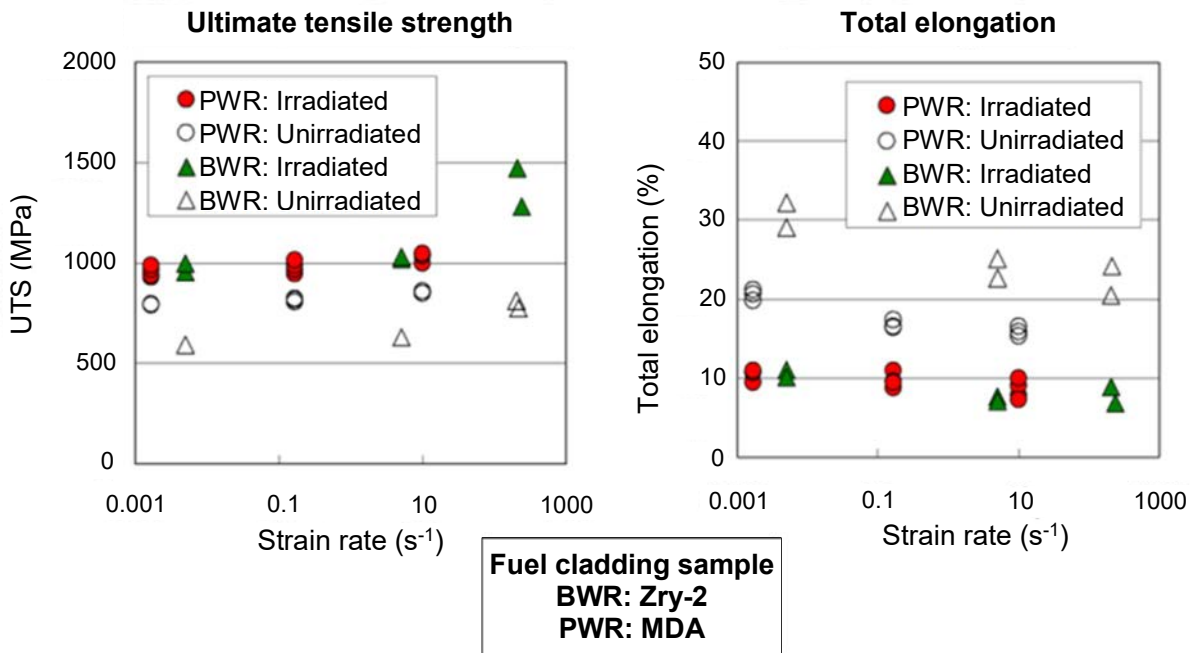 Ultimate tensile strength
2000
1500
1000
500
0
UTS (MPa)
PWR: Irradiated
PWR: Unirradiated
BWR: Irradiated
BWR: Unirradiated
0.001
0.1
10
1000
Strain rate (s-1)
Total elongation
50
40
30
20
10
0
Total elongation (%)
PWR: Irradiated
PWR: Unirradiated
BWR: Irradiated
BWR: Unirradiated
0.001
0.1
10
1000
Strain rate (s-1)
Fuel cladding sample
BWR: Zry-2
PWR: MDA